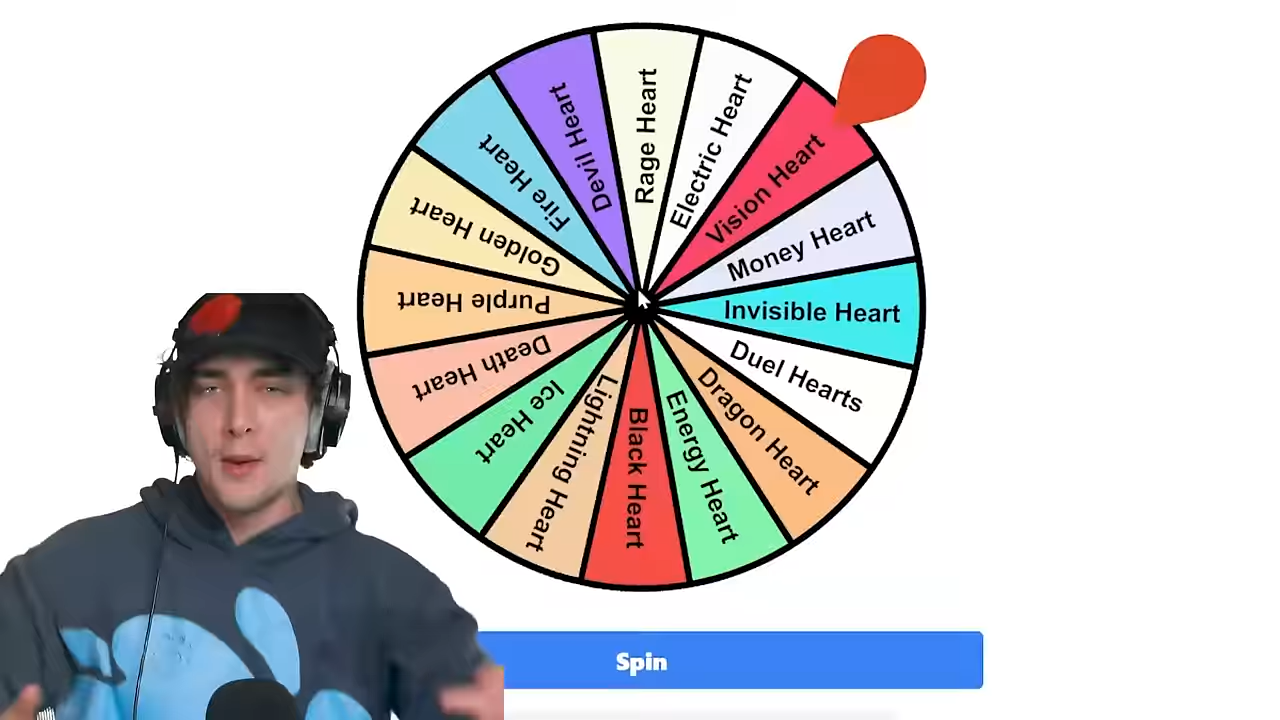 Rage Heart
Electric Heart
Vision Heart
Money Heart
Invisible Heart
Duel Hearts
Dragon Heart
Energy Heart
Black Heart
Lightning Heart
Ice Heart
Death Heart
Purple Heart
Golden Heart
Fire Heart
Devil Heart
Spin